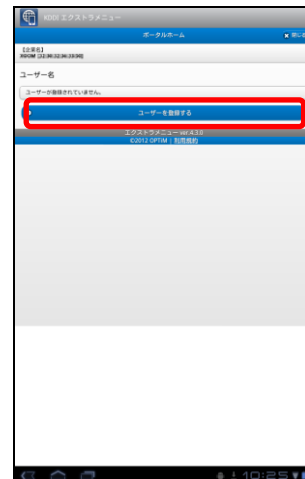 KDDI エクストラメニュー
ポータルホーム
【企業名】
ユーザー名
ユーザーが登録されていません。
ユーザーを登録する
エクストラメニュー ver.4.3.0
©2012 OPTiM | 利用規約
10:25